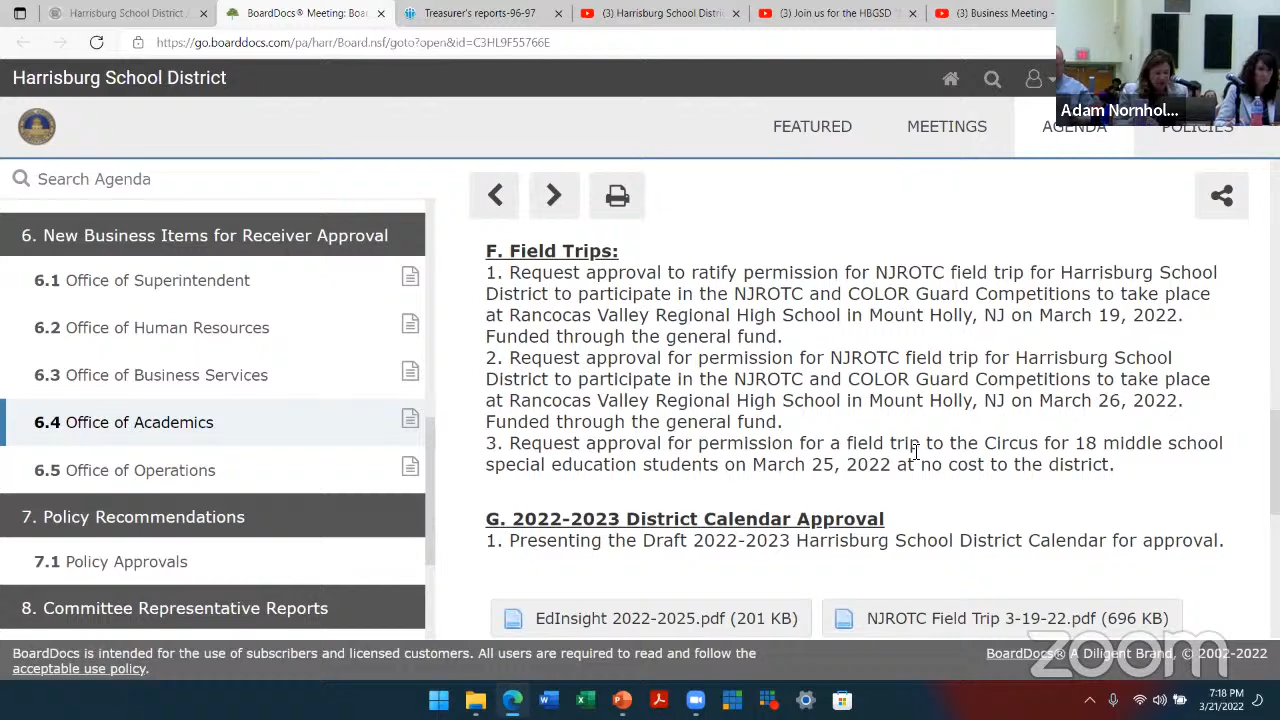 Harrisburg School District
BoardDocs® Meeting: Boa
Treasurer's reports-96-97
(3) Harrisburg School Distri
(3) Join us for the HBGSD
(3) Business Meeting -
https://go.boarddocs.com/pa/harr/Board.nsf/goto?open&id=C3HL9F55766E
Harrisburg School District
Adam Nornhol...
FEATURED
MEETINGS
AGENDA
POLICIES
Search Agenda
6. New Business Items for Receiver Approval
6.1 Office of Superintendent
6.2 Office of Human Resources
6.3 Office of Business Services
6.4 Office of Academics
6.5 Office of Operations
7. Policy Recommendations
7.1 Policy Approvals
8. Committee Representative Reports
F. Field Trips:
1. Request approval to ratify permission for NJROTC field trip for Harrisburg School
District to participate in the NJROTC and COLOR Guard Competitions to take place
at Rancocas Valley Regional High School in Mount Holly, NJ on March 19, 2022.
Funded through the general fund.
2. Request approval for permission for NJROTC field trip for Harrisburg School
District to participate in the NJROTC and COLOR Guard Competitions to take place
at Rancocas Valley Regional High School in Mount Holly, NJ on March 26, 2022.
Funded through the general fund.
3. Request approval for permission for a field trip to the Circus for 18 middle school
special education students on March 25, 2022 at no cost to the district.
G. 2022-2023 District Calendar Approval
1. Presenting the Draft 2022-2023 Harrisburg School District Calendar for approval.
EdInsight 2022-2025.pdf (201 KB)
NJROTC Field Trip 3-19-22.pdf (696 KB)
BoardDocs is intended for the use of subscribers and licensed customers. All users are required to read and follow the
acceptable use policy.
BoardDocs® A Diligent Brand, © 2002-2022
zoom
7:18 PM
3/21/2022